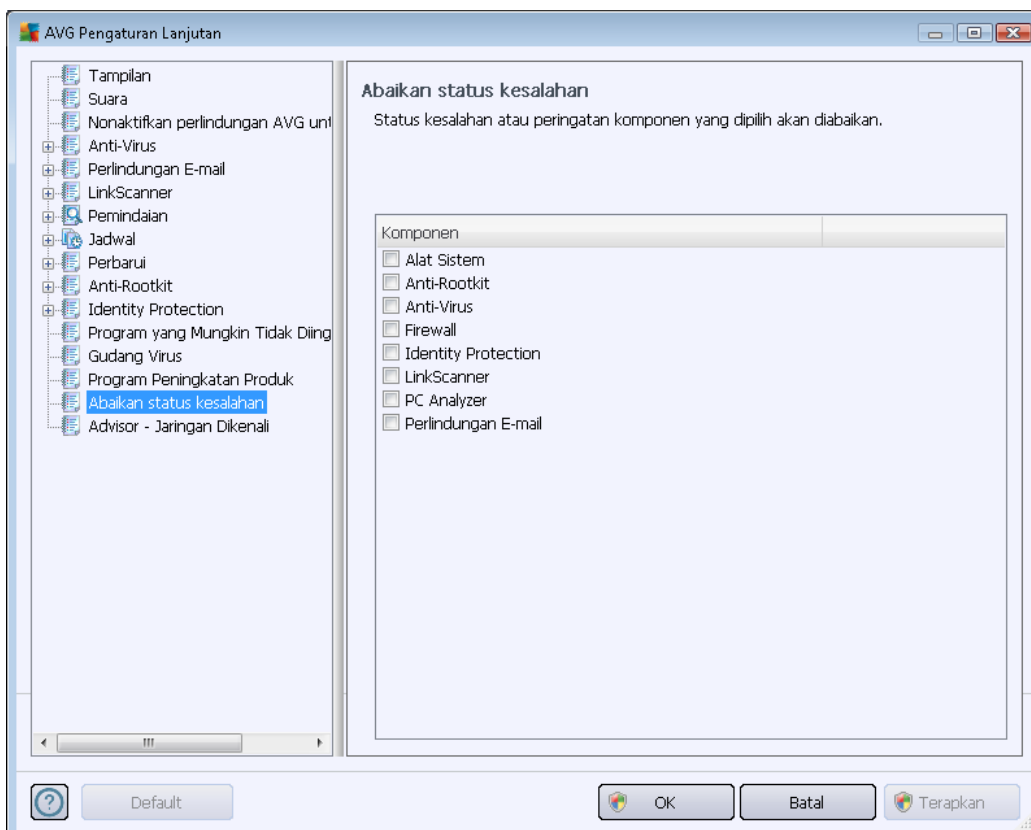 AVG Pengaturan Lanjutan
Tampilan
Suara
Nonaktifkan perlindungan AVG unt
Anti-Virus
Perlindungan E-mail
LinkScanner
Pemindaian
Jadwal
Perbarui
Anti-Rootkit
Identity Protection
Program yang Mungkin Tidak Diing
Gudang Virus
Program Peningkatan Produk
Abaikan status kesalahan
Advisor - Jaringan Dikenali
Abaikan status kesalahan
Status kesalahan atau peringatan komponen yang dipilih akan diabaikan.
Komponen
Alat Sistem
Anti-Rootkit
Anti-Virus
Firewall
Identity Protection
LinkScanner
PC Analyzer
Perlindungan E-mail
Default
OK
Batal
Terapkan